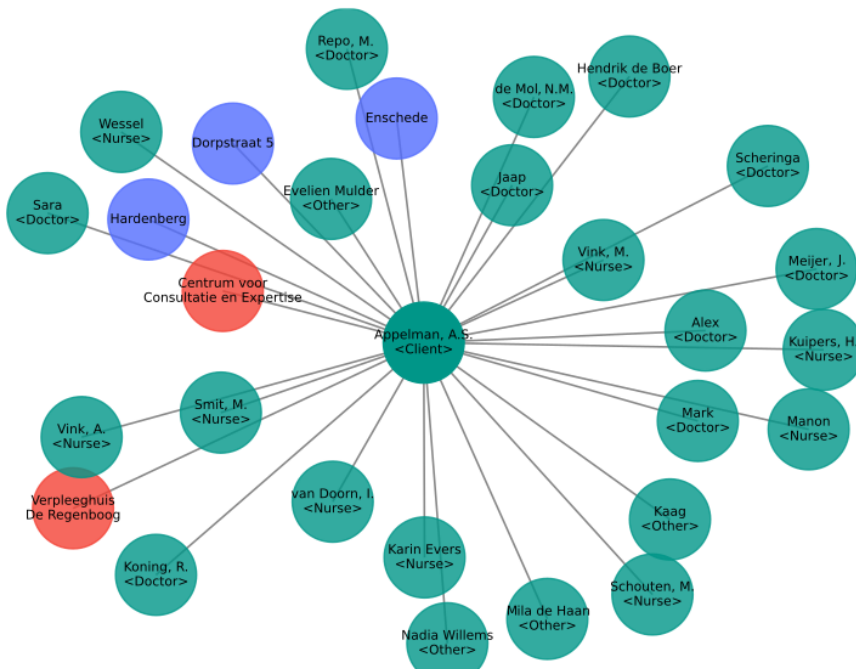 Repo, M.
<Doctor>
Hendrik de Boer
<Doctor>
de Mol, N.M.
<Doctor>
Enschede
Wessel
<Nurse>
Dorpstraat 5
Scheringa
<Doctor>
Jaap
<Doctor>
Evelien Mulder
<Other>
Sara
<Doctor>
Hardenberg
Vink, M.
<Nurse>
Meijer, J.
<Doctor>
Centrum voor
Consultatie en Expertise
Appelman, A.S.
<Client>
Alex
<Doctor>
Kuipers, H.
<Nurse>
Smit, M.
<Nurse>
Mark
<Doctor>
Manon
<Nurse>
Vink, A.
<Nurse>
Verpleeghuis
De Regenboog
van Doorn, I.
<Nurse>
Kaag
<Other>
Karin Evers
<Nurse>
Koning, R.
<Doctor>
Schouten, M.
<Nurse>
Mila de Haan
<Other>
Nadia Willems
<Other>